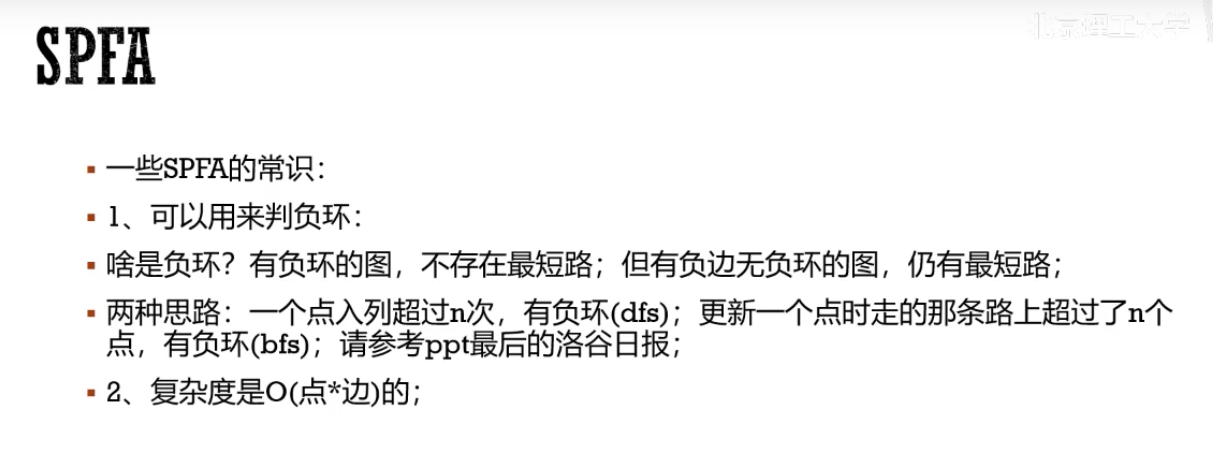 北京理工大学
SPFA
▪ 一些SPFA的常识：
▪ 1、可以用来判负环：
▪ 啥是负环？有负环的图，不存在最短路；但有负边无负环的图，仍有最短路；
▪ 两种思路：一个点入列超过n次，有负环(dfs)；更新一个点时走的那条路上超过了n个
点，有负环(bfs)；请参考ppt最后的洛谷日报；
▪ 2、复杂度是O(点*边)的；